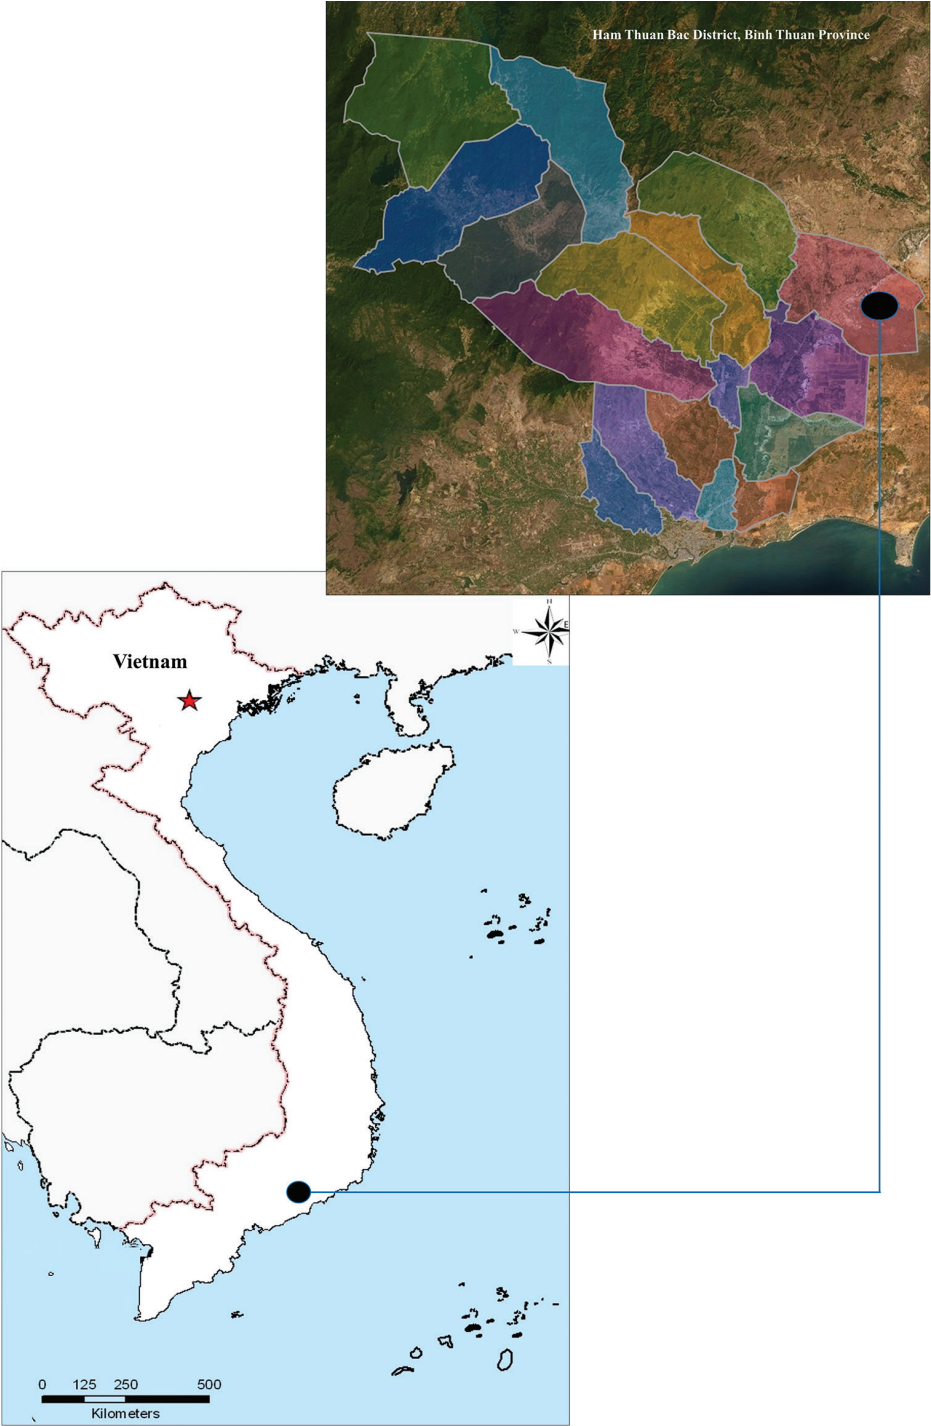 Ham Thuan Bac District, Binh Thuan Province
N
W E
S
Vietnam
0 125 250 500
Kilometers